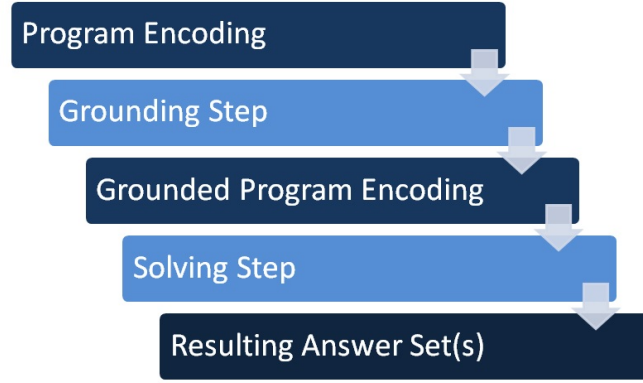 Program Encoding
Grounding Step
Grounded Program Encoding
Solving Step
Resulting Answer Set(s)